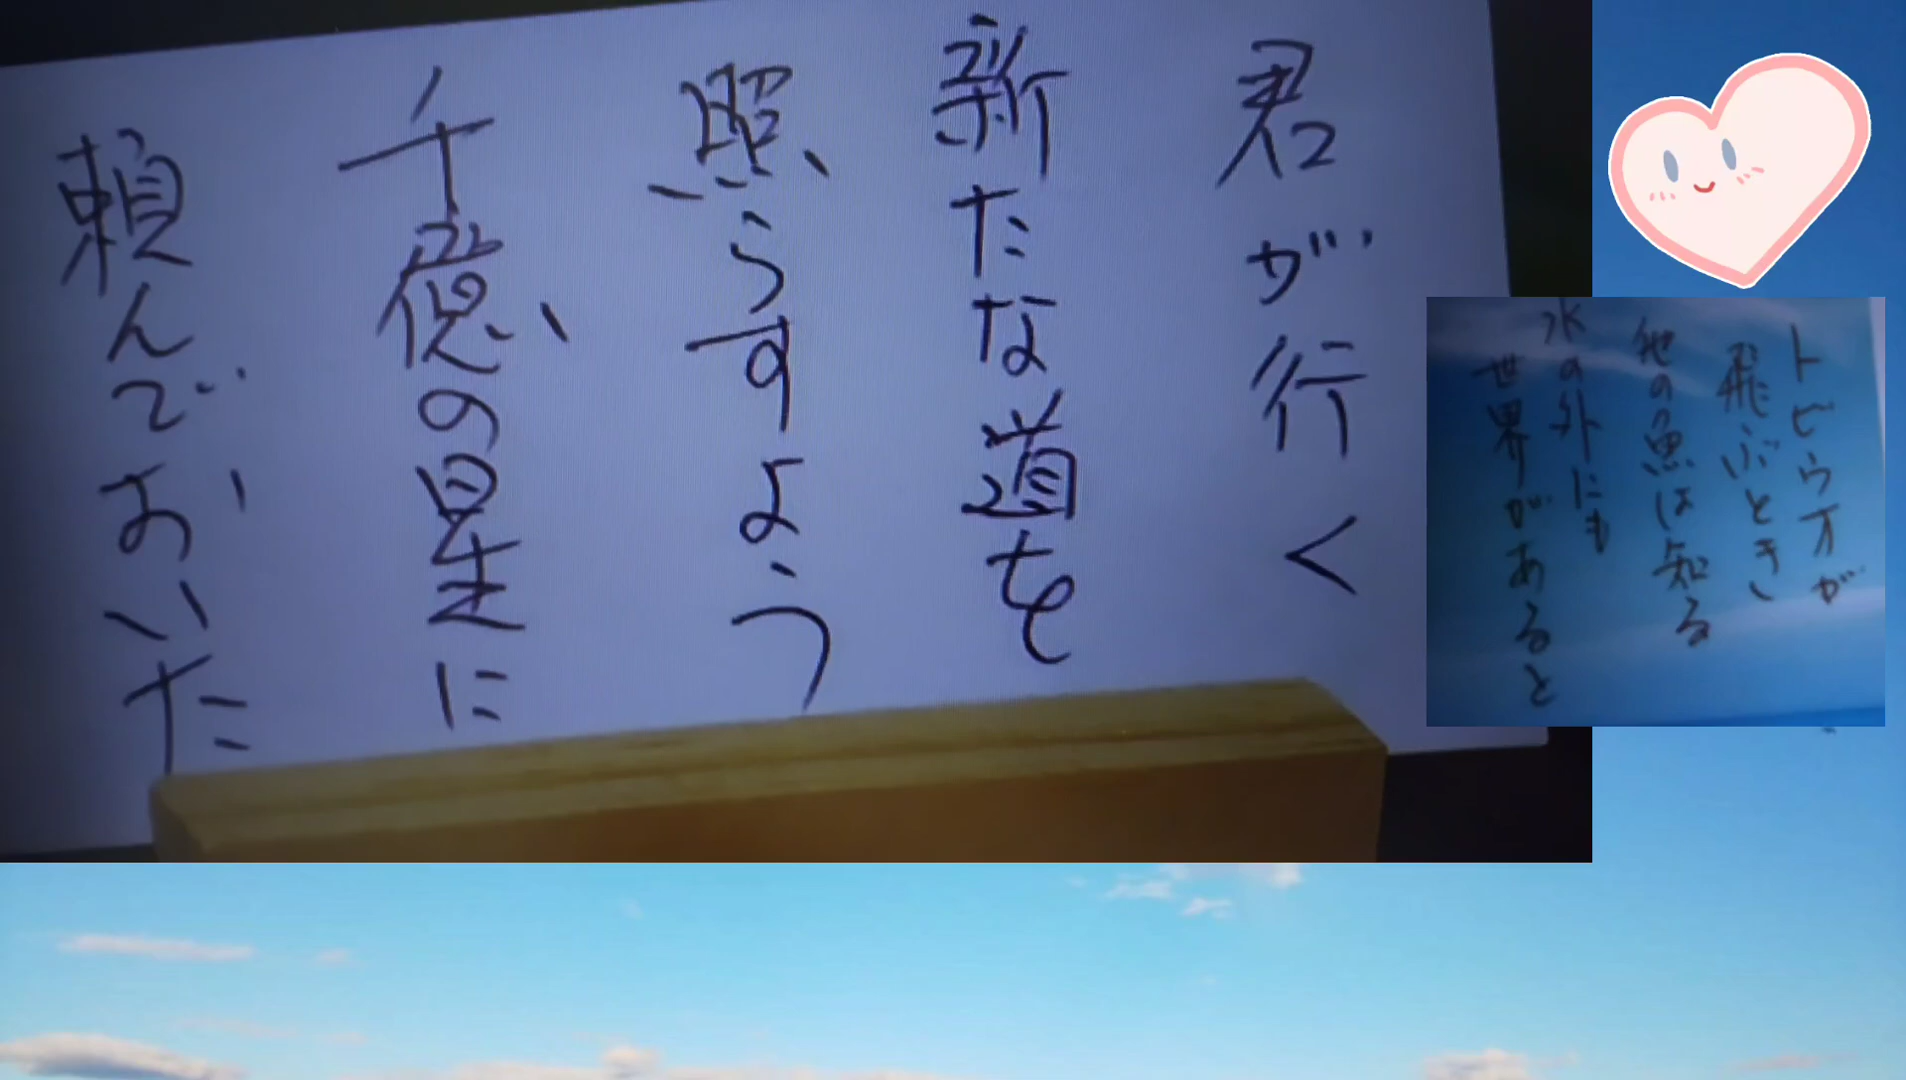 君が行く
新たな道を
照らすよう
千億の星に
頼んでおいた
トビウオが
飛ぶとき
他の魚は知る
水の外にも
世界があると